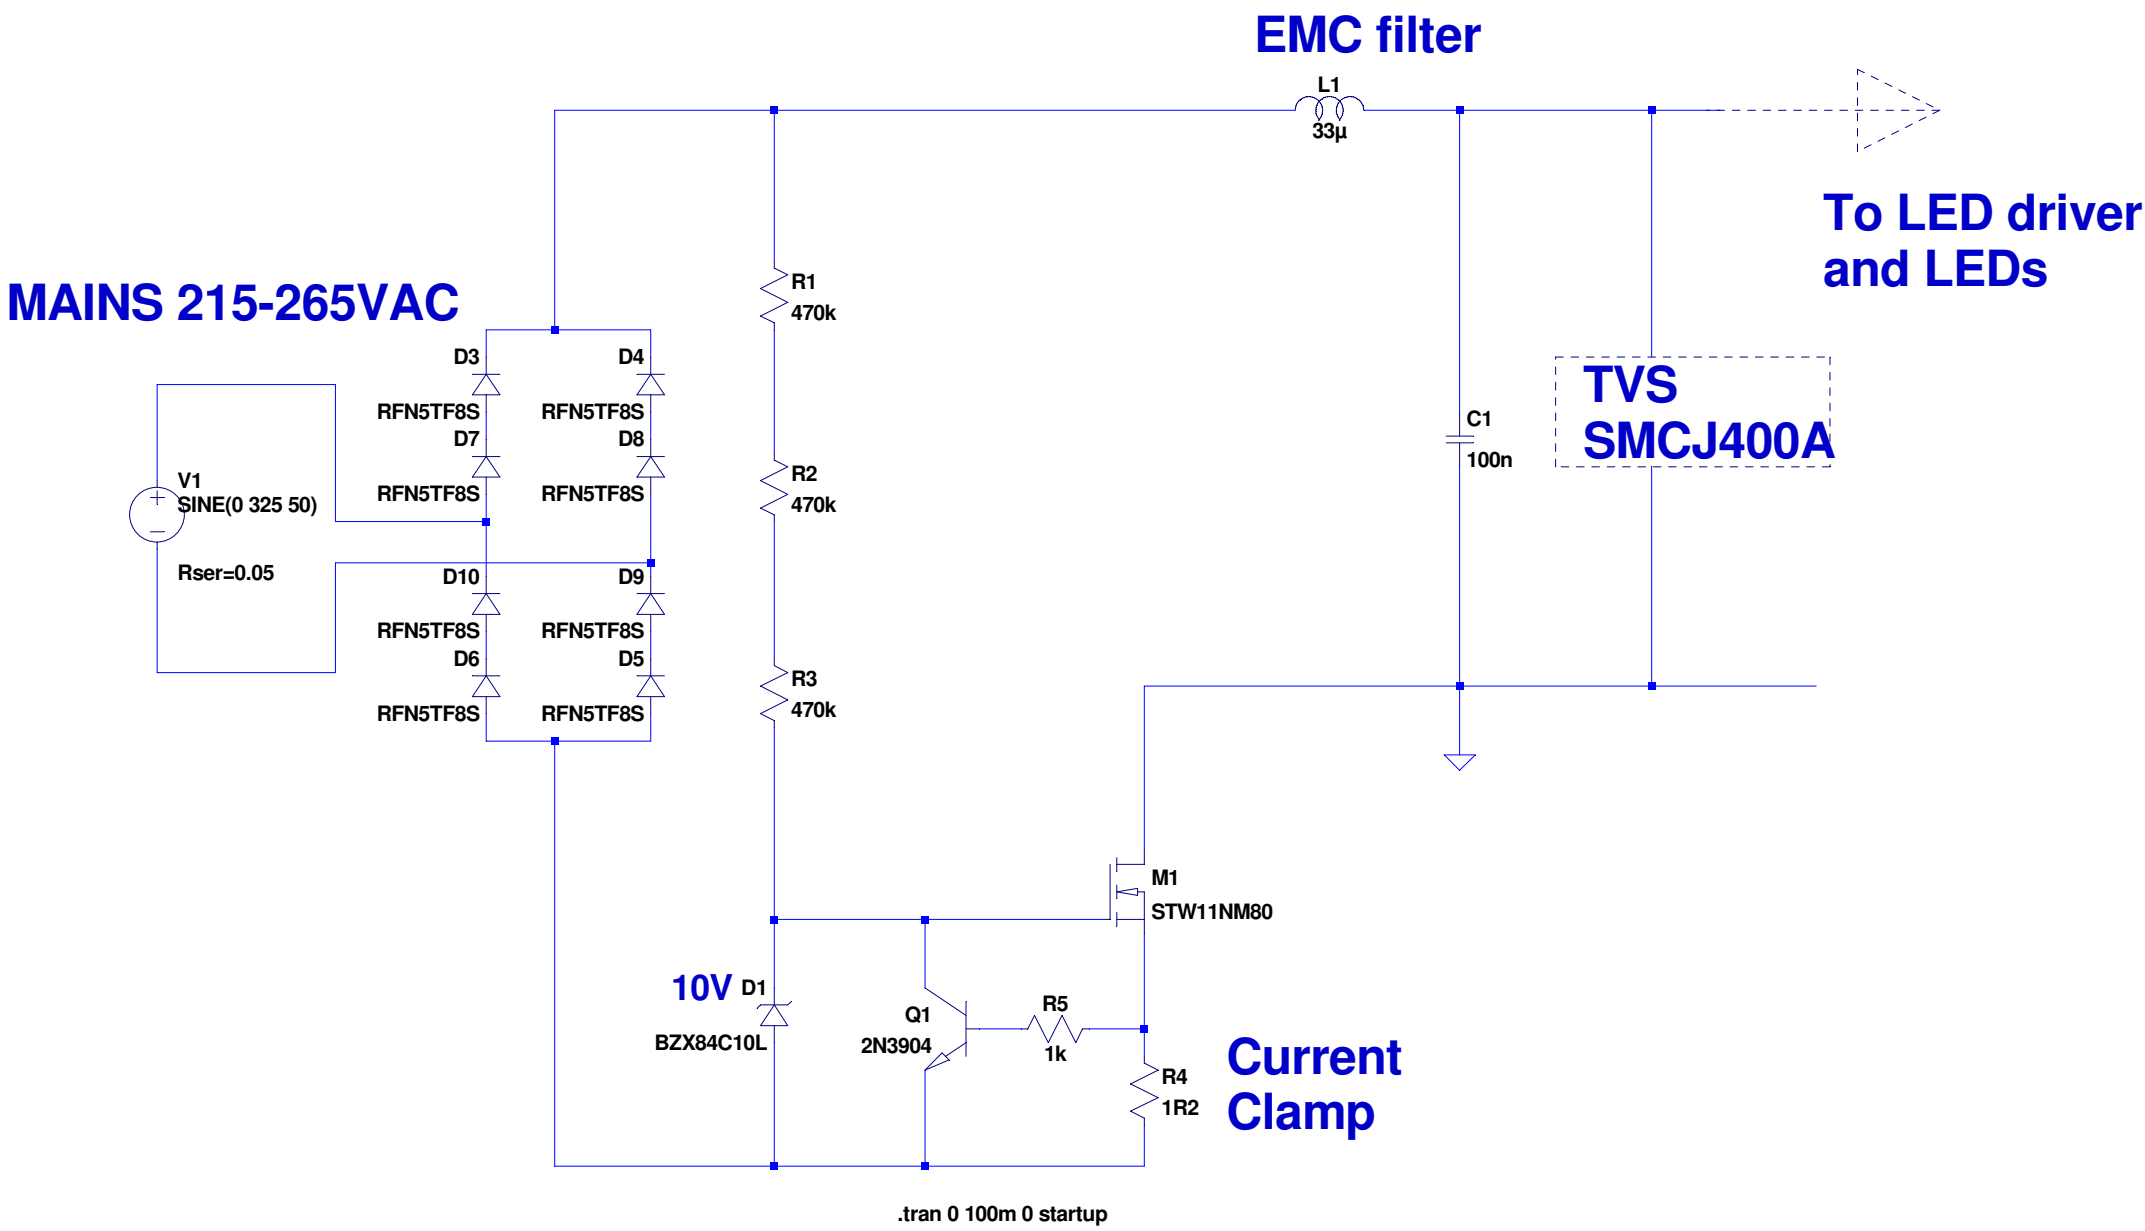 EMC filter
L1
33µ
To LED driver
and LEDs
MAINS 215-265VAC
R1
470k
D3
D4
RFN5TF8S
RFN5TF8S
D7
D8
RFN5TF8S
RFN5TF8S
TVS
SMCJ400A
C1
100n
R2
470k
V1
SINE(0 325 50)
Rser=0.05
D10
D9
RFN5TF8S
RFN5TF8S
D6
D5
RFN5TF8S
RFN5TF8S
R3
470k
M1
STW11NM80
10V
D1
BZX84C10L
Q1
2N3904
R5
1k
R4
1R2
Current
Clamp
.tran 0 100m 0 startup